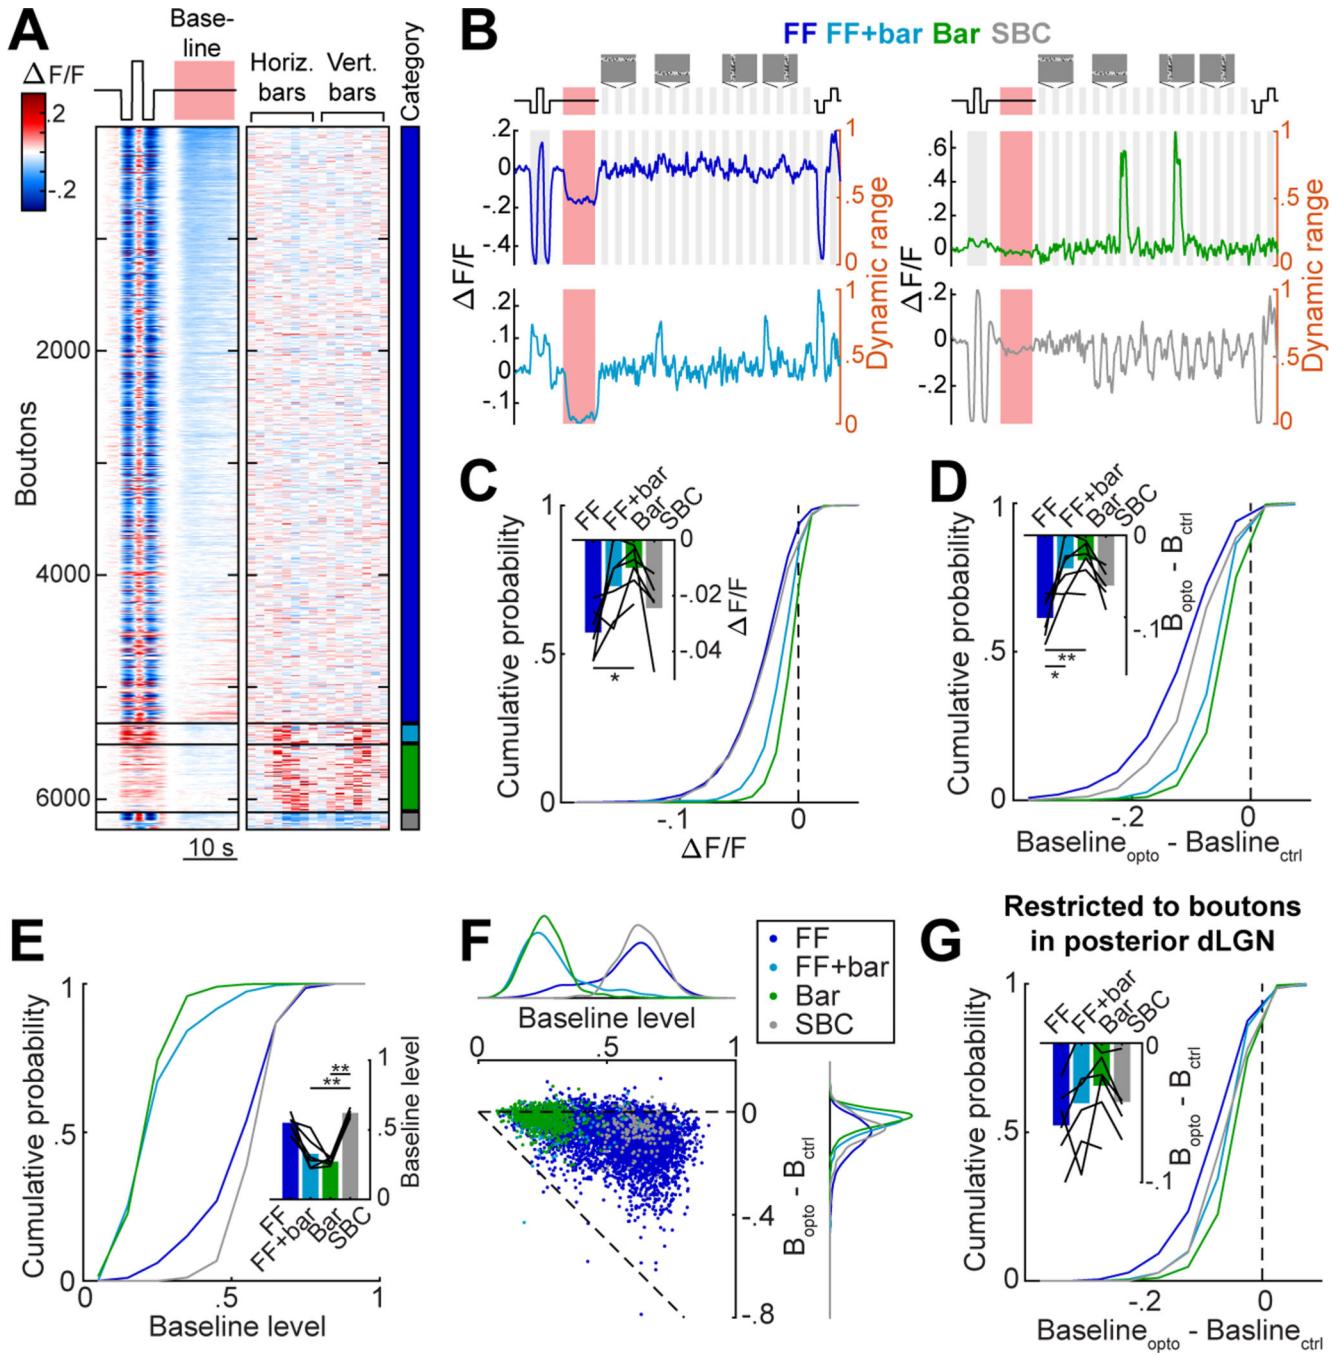 A
Base-
line
Δ F/F
.2
0
-.2
Horiz.
bars
Vert.
bars
Category
Boutons
2000
4000
6000
10 s
B
FF FF+bar Bar SBC
.2
0
-.2
-.4
1
.5
0
ΔF/F
Dynamic range
.2
.1
0
-.1
1
.5
0
.6
.4
.2
0
1
.5
0
ΔF/F
Dynamic range
.2
0
-.2
1
.5
0
C
Cumulative probability
1
.5
0
-.1
0
ΔF/F
FF
FF+bar
Bar
SBC
0
-.02
-.04
ΔF/F
*
D
Cumulative probability
1
.5
0
-.2
0
Baselineopto - Baslinectrl
FF
FF+bar
Bar
SBC
0
-.1
Bopto - Bctrl
**
*
E
Cumulative probability
1
.5
0
0
.5
1
Baseline level
**
**
1
.5
0
Baseline level
FF
FF+bar
Bar
SBC
F
FF
FF+bar
Bar
SBC
Baseline level
0
.5
1
0
-.4
-.8
Bopto - Bctrl
Restricted to boutons
in posterior dLGN
G
Cumulative probability
1
.5
0
-.2
0
Baselineopto - Baslinectrl
FF
FF+bar
Bar
SBC
0
-.1
Bopto - Bctrl